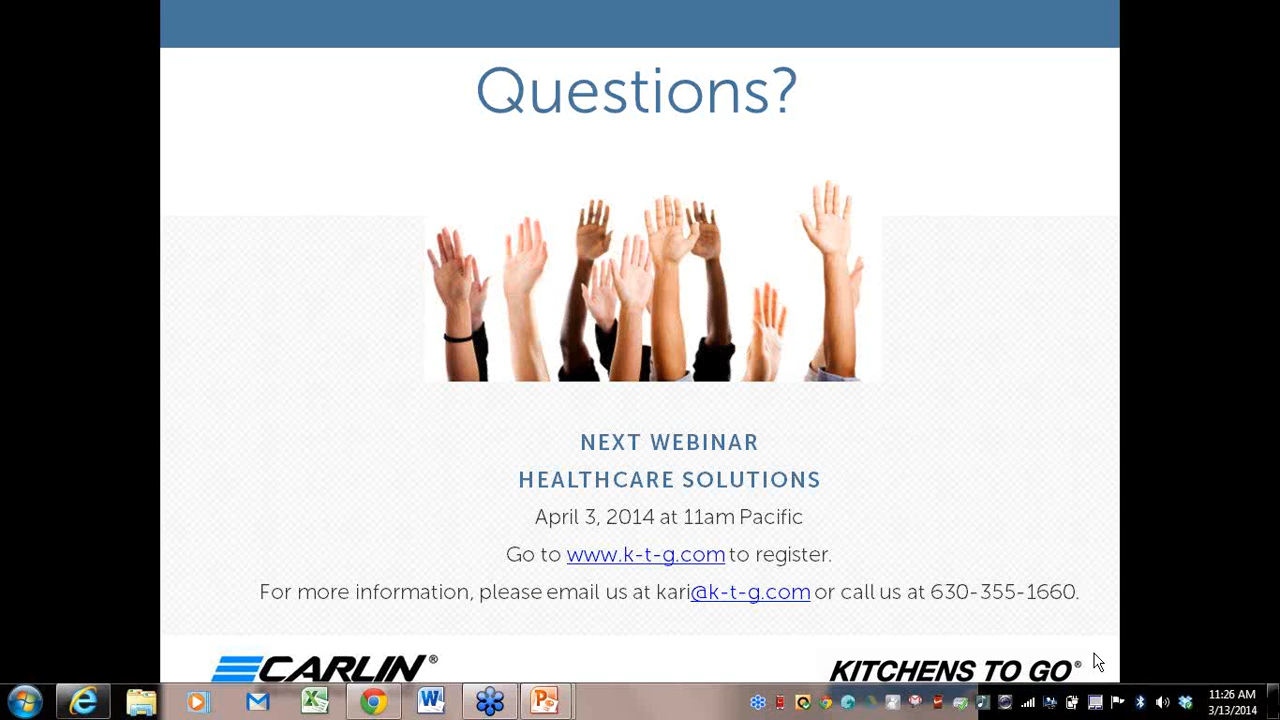 Questions?
NEXT WEBINAR
HEALTHCARE SOLUTIONS
April 3, 2014 at 11am Pacific
Go to www.k-t-g.com to register.
For more information, please email us at kari@k-t-g.com or call us at 630-355-1660.
CARLIN®
KITCHENS TO GO®
11:26 AM
3/13/2014